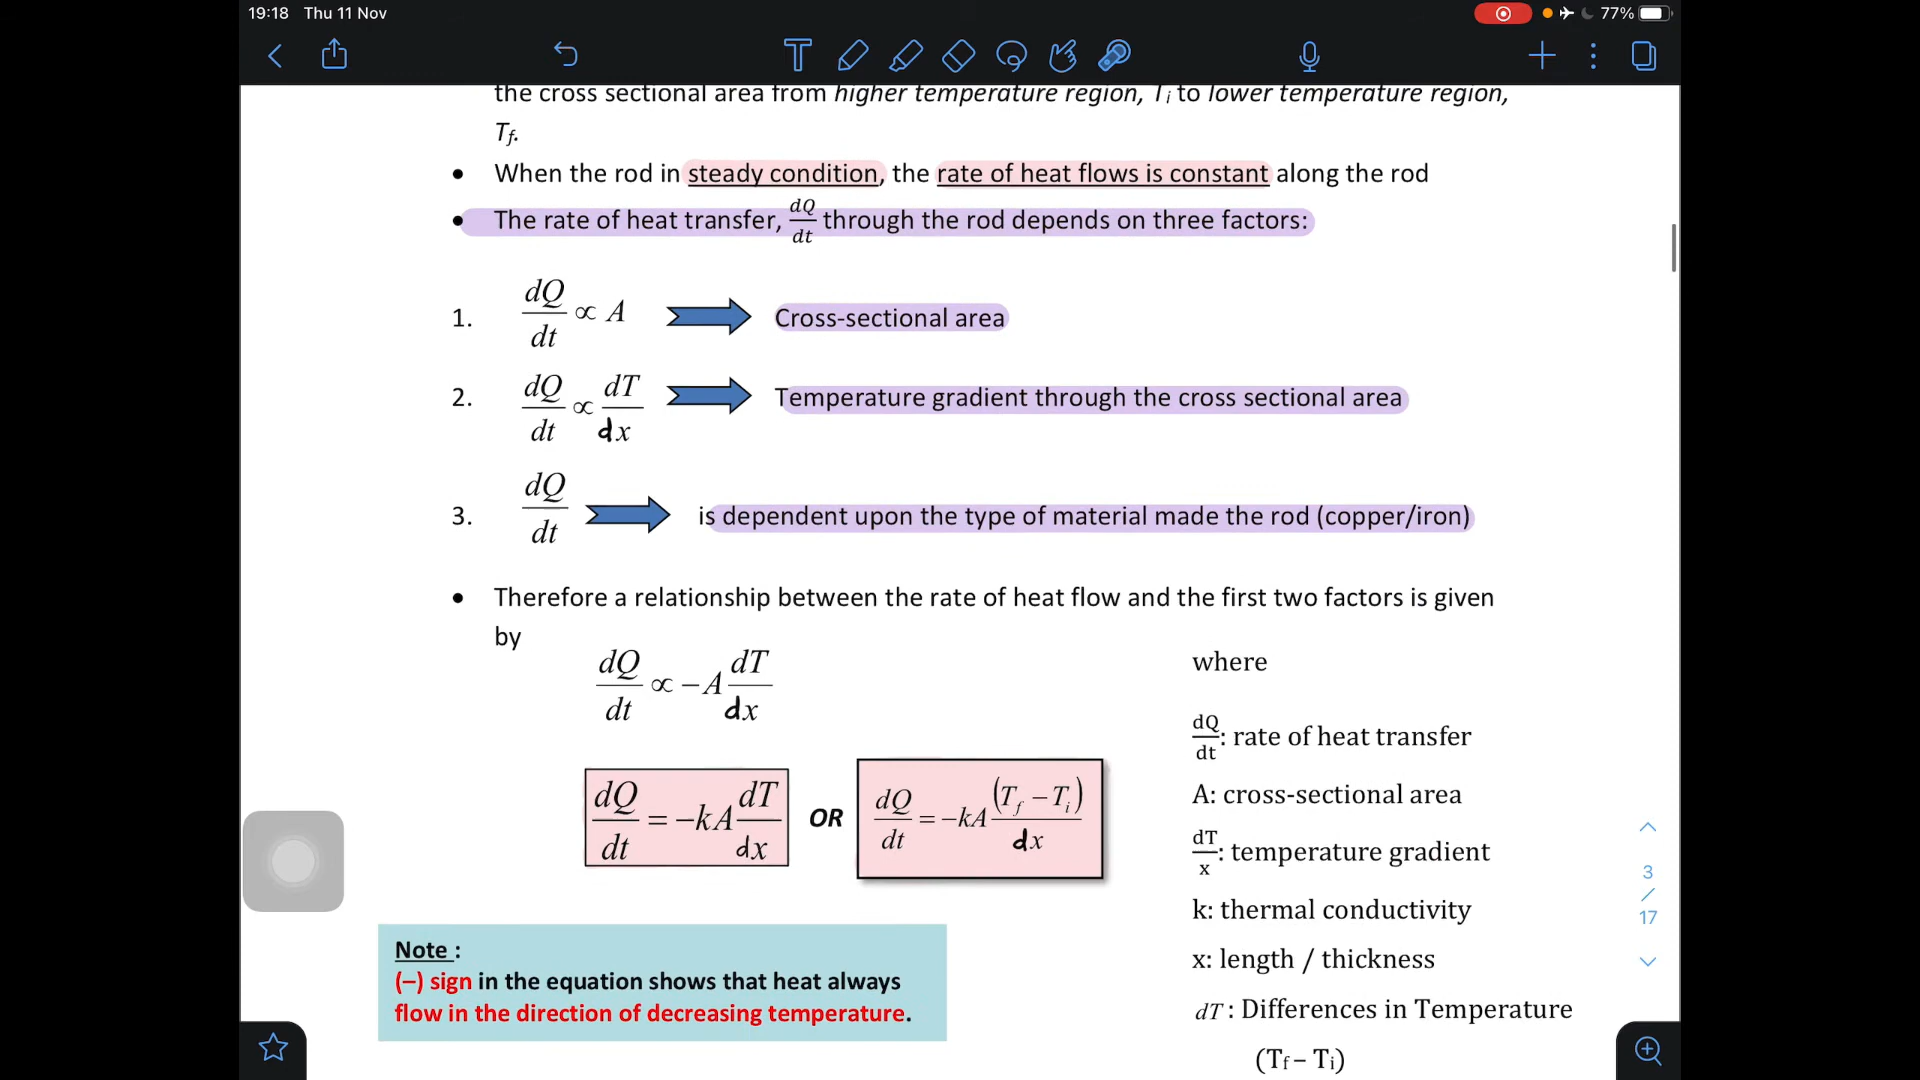 19:18 Thu 11 Nov
77%
the cross sectional area from higher temperature region, Ti to lower temperature region,
Tf.
• When the rod in steady condition, the rate of heat flows is constant along the rod
• The rate of heat transfer, dQ/dt through the rod depends on three factors:
1. dQ/dt ∝ A Cross-sectional area
2. dQ/dt ∝ dT/dx Temperature gradient through the cross sectional area
3. dQ/dt is dependent upon the type of material made the rod (copper/iron)
• Therefore a relationship between the rate of heat flow and the first two factors is given
by
dQ/dt ∝ −A dT/dx
dQ/dt = −kA dT/dx OR dQ/dt = −kA (Tf − Ti)/dx
where
dQ/dt: rate of heat transfer
A: cross-sectional area
dT/x: temperature gradient
k: thermal conductivity
x: length / thickness
dT : Differences in Temperature
(Tf – Ti)
Note :
(–) sign in the equation shows that heat always
flow in the direction of decreasing temperature.
3
/
17